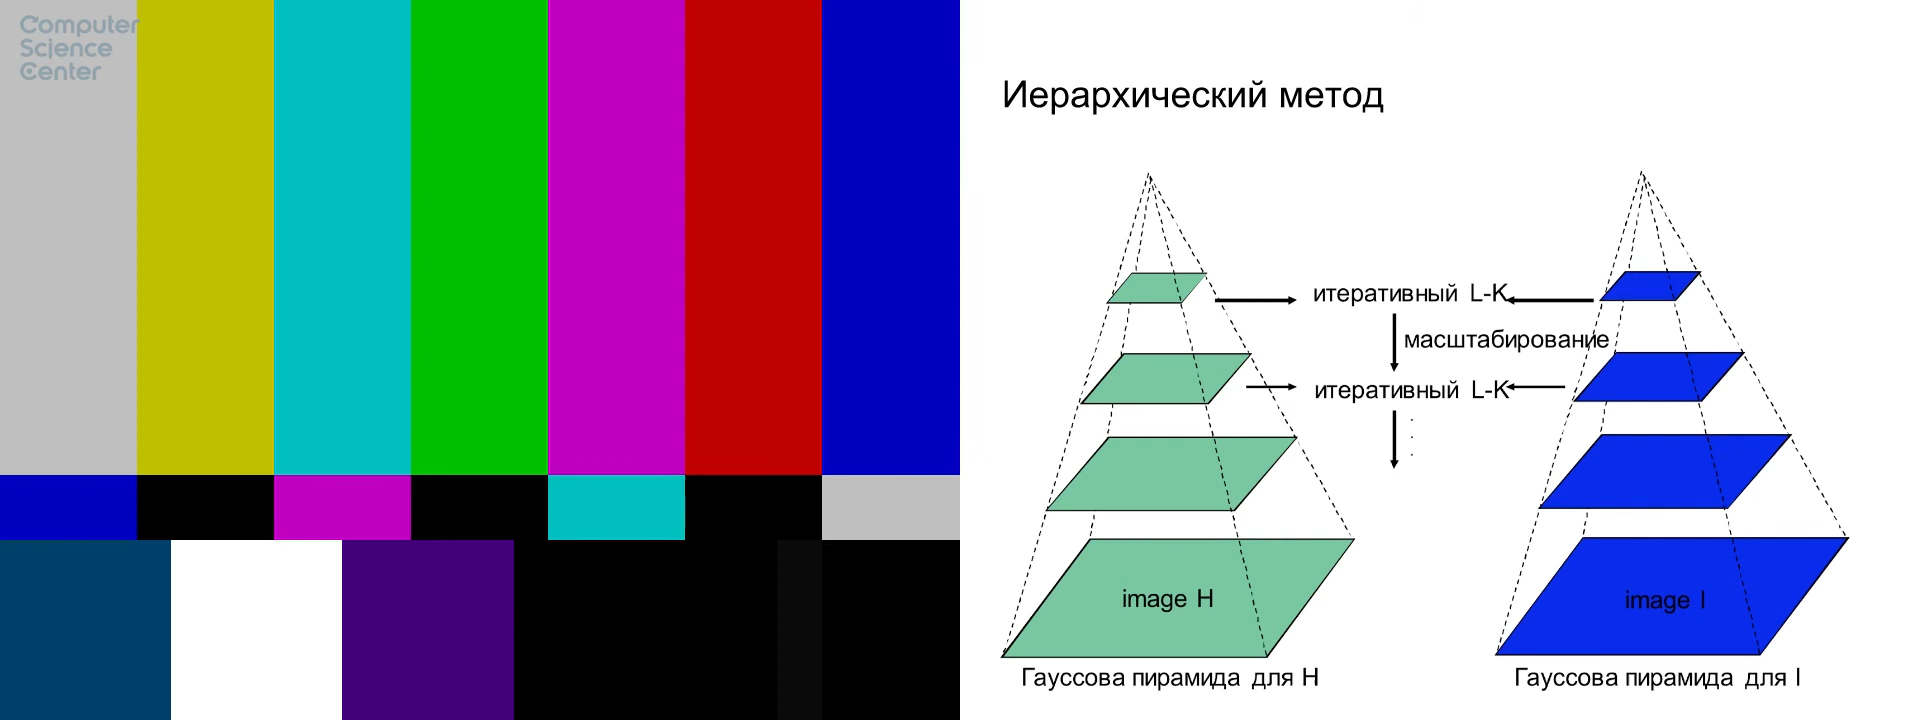 Computer
Science
Center
Иерархический метод
итеративный L-K
масштабирование
итеративный L-K
image H
image I
Гауссова пирамида для H
Гауссова пирамида для I